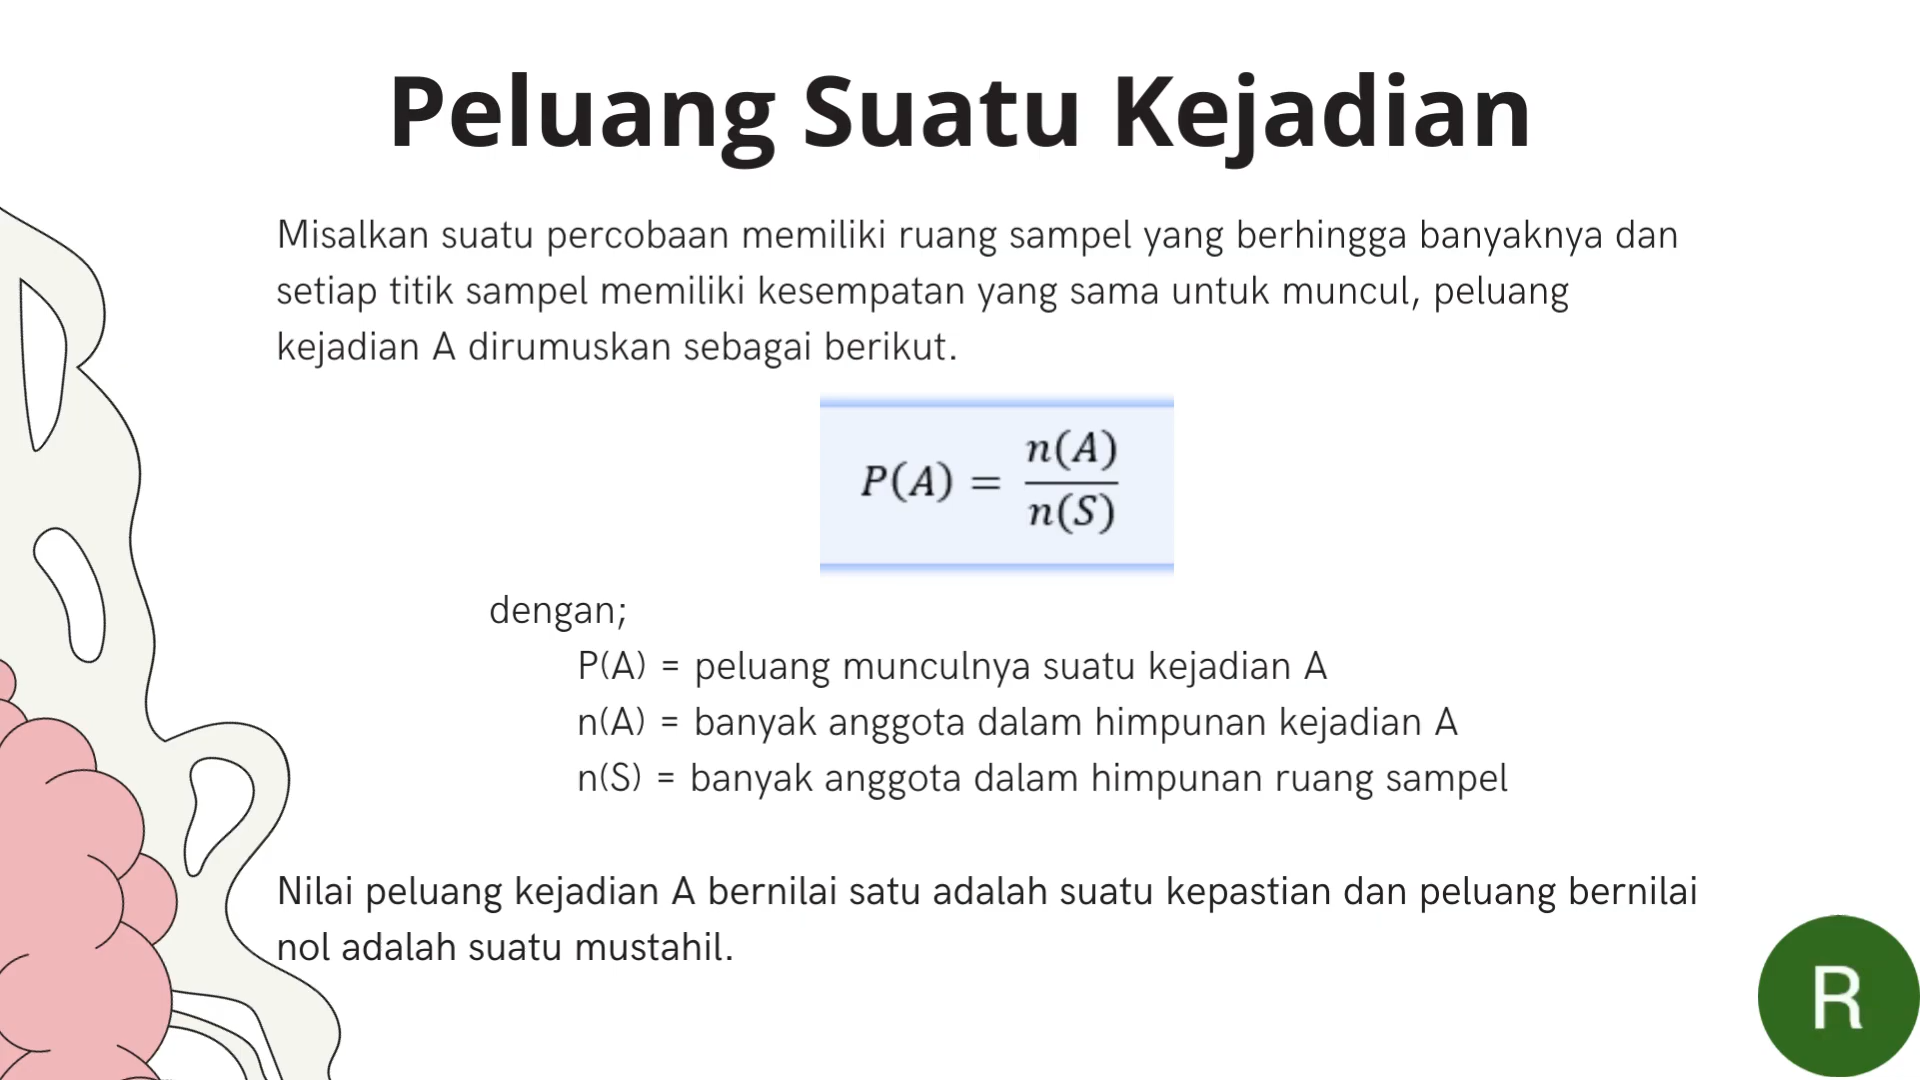 Peluang Suatu Kejadian
Misalkan suatu percobaan memiliki ruang sampel yang berhingga banyaknya dan
setiap titik sampel memiliki kesempatan yang sama untuk muncul, peluang
kejadian A dirumuskan sebagai berikut.
P(A) = n(A)/n(S)
dengan;
P(A) = peluang munculnya suatu kejadian A
n(A) = banyak anggota dalam himpunan kejadian A
n(S) = banyak anggota dalam himpunan ruang sampel
Nilai peluang kejadian A bernilai satu adalah suatu kepastian dan peluang bernilai
nol adalah suatu mustahil.
R